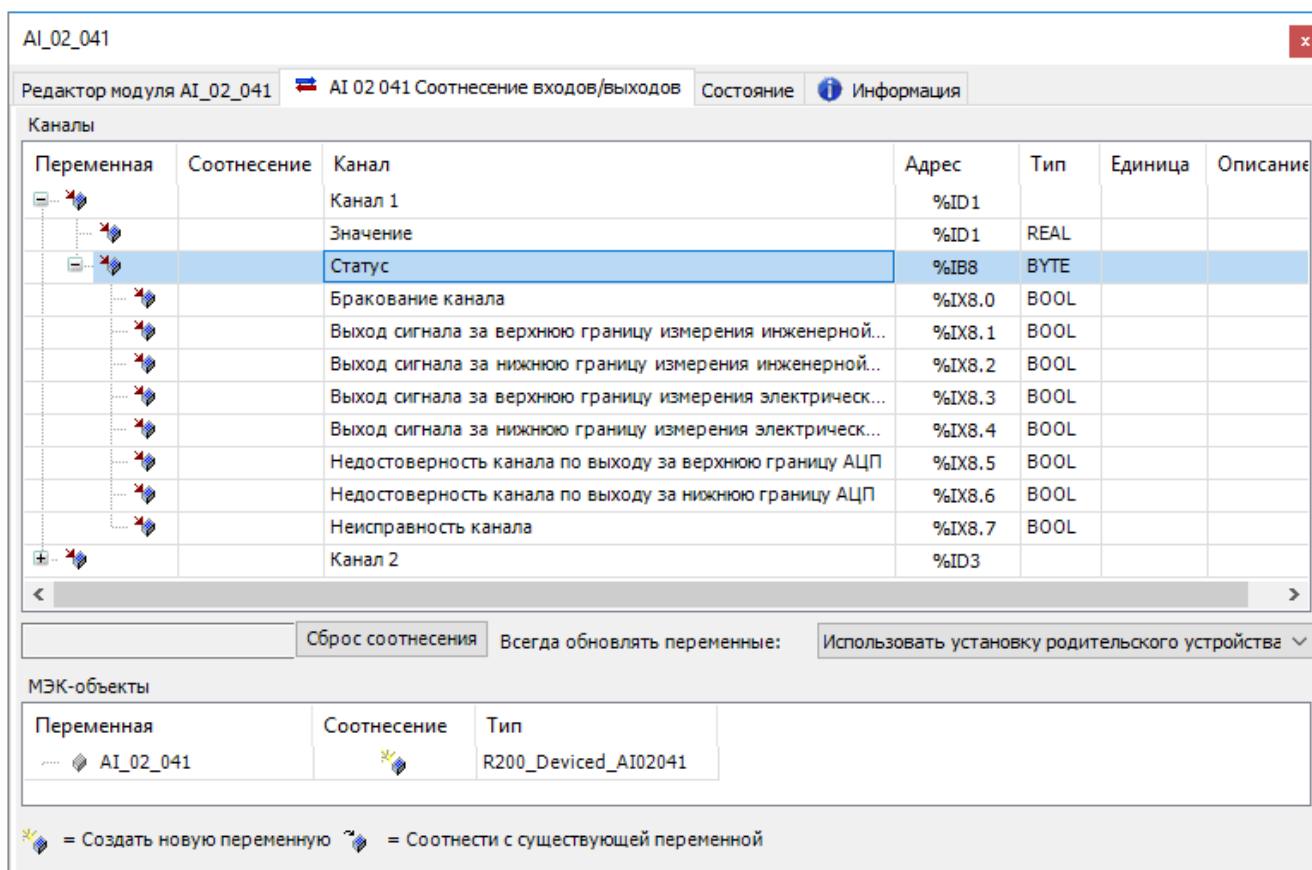 AI_02_041
x
Редактор модуля AI_02_041 AI 02 041 Соотнесение входов/выходов Состояние Информация
Каналы
Переменная Соотнесение Канал Адрес Тип Единица Описание
Канал 1 %ID1
Значение %ID1 REAL
Статус %IB8 BYTE
Бракование канала %IX8.0 BOOL
Выход сигнала за верхнюю границу измерения инженерной... %IX8.1 BOOL
Выход сигнала за нижнюю границу измерения инженерной... %IX8.2 BOOL
Выход сигнала за верхнюю границу измерения электрическ... %IX8.3 BOOL
Выход сигнала за нижнюю границу измерения электрическ... %IX8.4 BOOL
Недостоверность канала по выходу за верхнюю границу АЦП %IX8.5 BOOL
Недостоверность канала по выходу за нижнюю границу АЦП %IX8.6 BOOL
Неисправность канала %IX8.7 BOOL
Канал 2 %ID3
Сброс соотнесения Всегда обновлять переменные: Использовать установку родительского устройства
МЭК-объекты
Переменная Соотнесение Тип
AI_02_041 R200_Deviced_AI02041
= Создать новую переменную = Соотнести с существующей переменной